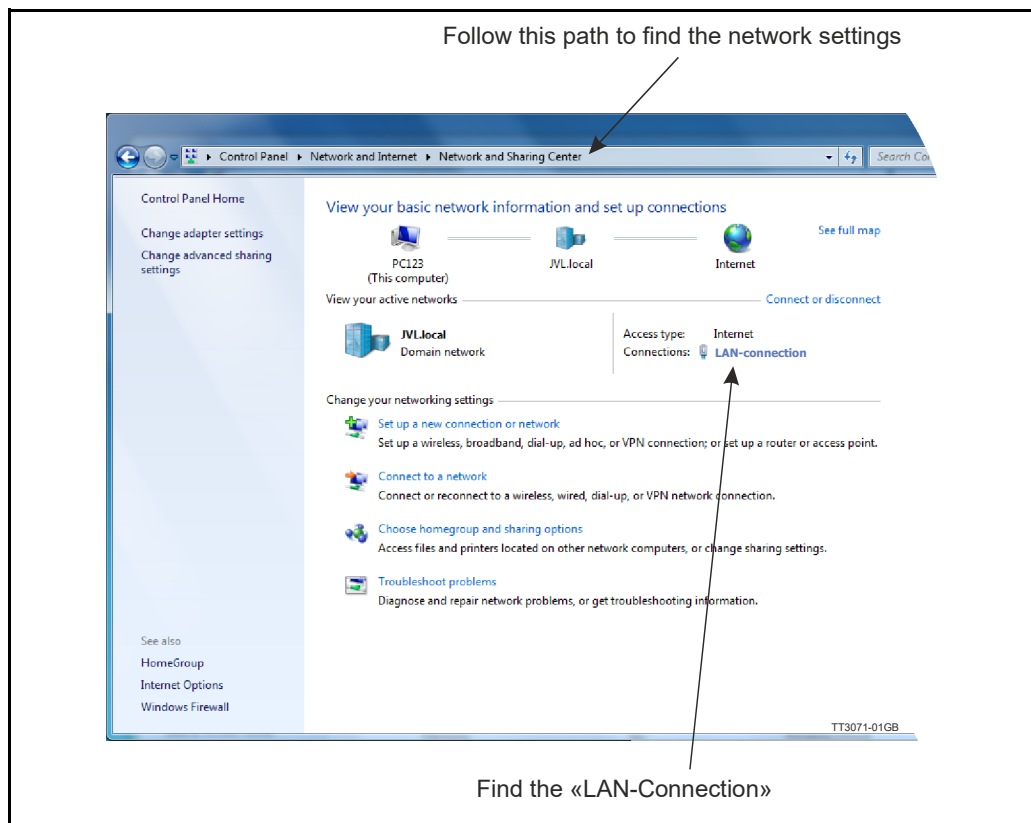 Follow this path to find the network settings
Control Panel ▸ Network and Internet ▸ Network and Sharing Center
Search
Control Panel Home
Change adapter settings
Change advanced sharing
settings
View your basic network information and set up connections
See full map
PC123
(This computer)
JVL.local
Internet
View your active networks
Connect or disconnect
JVL.local
Domain network
Access type: Internet
Connections: LAN-connection
Change your networking settings
Set up a new connection or network
Set up a wireless, broadband, dial-up, ad hoc, or VPN connection; or set up a router or access point.
Connect to a network
Connect or reconnect to a wireless, wired, dial-up, or VPN network connection.
Choose homegroup and sharing options
Access files and printers located on other network computers, or change sharing settings.
Troubleshoot problems
Diagnose and repair network problems, or get troubleshooting information.
See also
HomeGroup
Internet Options
Windows Firewall
TT3071-01GB
Find the «LAN-Connection»